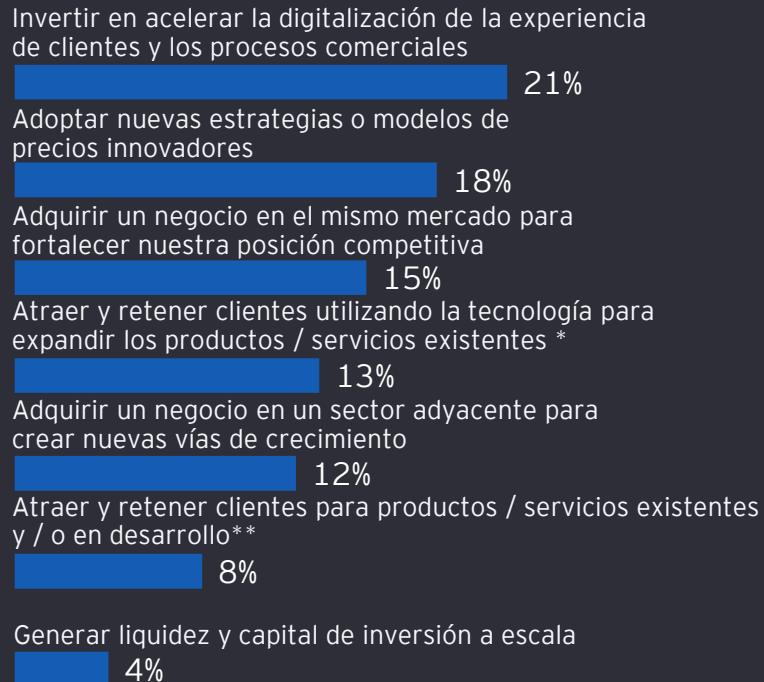 Invertir en acelerar la digitalización de la experiencia
de clientes y los procesos comerciales
21%
Adoptar nuevas estrategias o modelos de
precios innovadores
18%
Adquirir un negocio en el mismo mercado para
fortalecer nuestra posición competitiva
15%
Atraer y retener clientes utilizando la tecnología para
expandir los productos / servicios existentes *
13%
Adquirir un negocio en un sector adyacente para
crear nuevas vías de crecimiento
12%
Atraer y retener clientes para productos / servicios existentes
y / o en desarrollo**
8%
Generar liquidez y capital de inversión a escala
4%